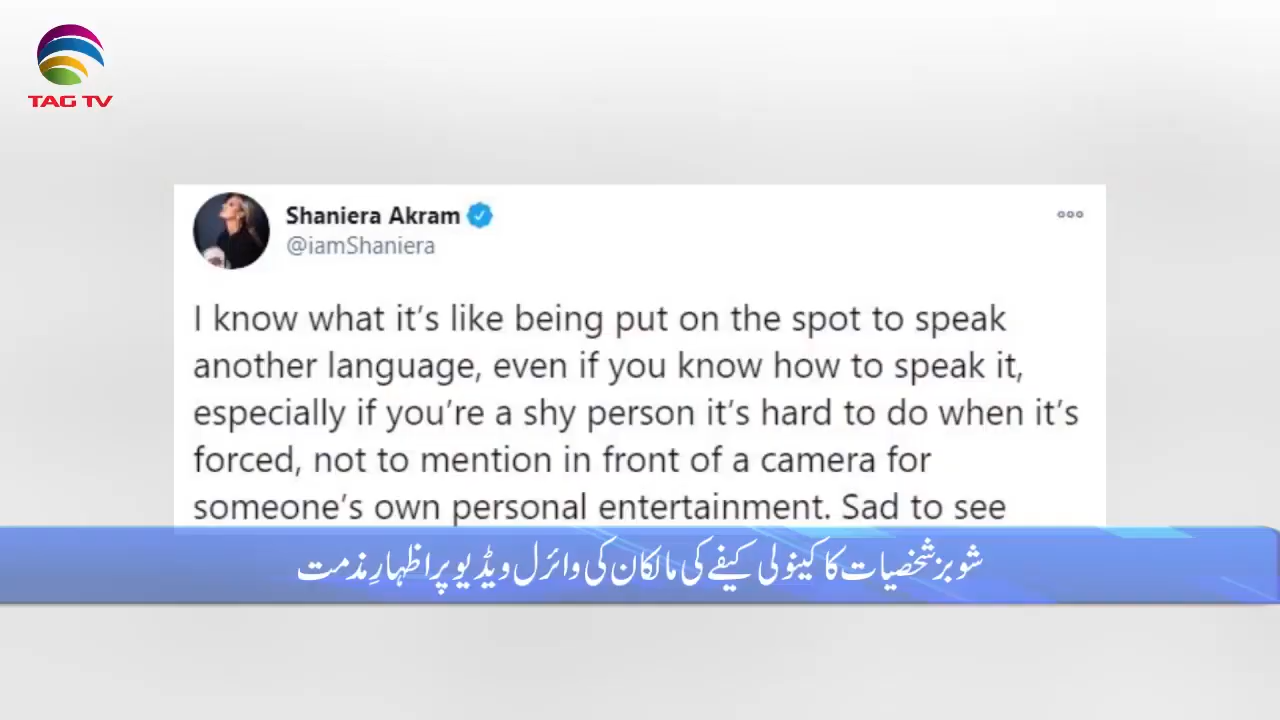 TAG TV
Shaniera Akram
@iamShaniera
I know what it’s like being put on the spot to speak
another language, even if you know how to speak it,
especially if you’re a shy person it’s hard to do when it’s
forced, not to mention in front of a camera for
someone’s own personal entertainment. Sad to see
شوبز شخصیات کا کینولی کیفے کی مالکان کی وائرل ویڈیو پر اظہارِ مذمت